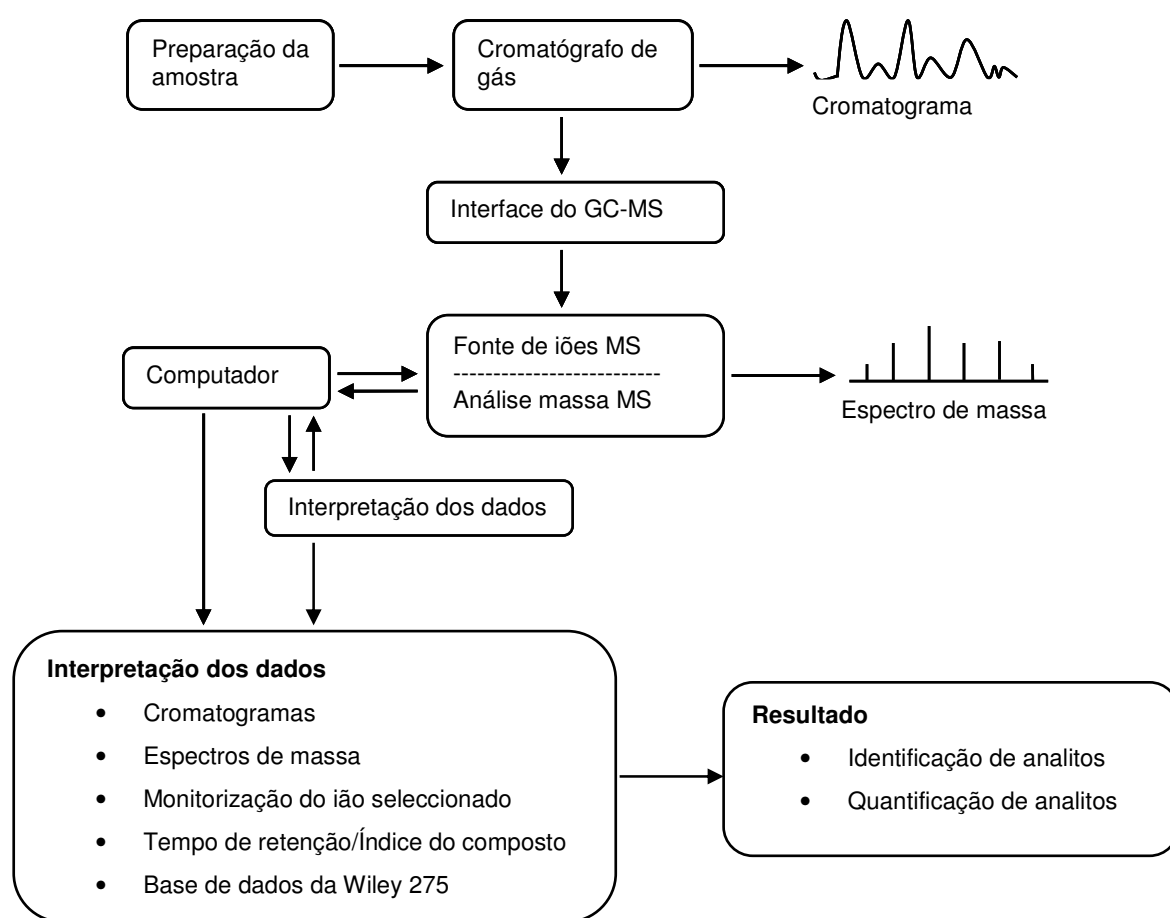 Preparação da
amostra
Cromatógrafo de
gás
Cromatograma
Interface do GC-MS
Fonte de iões MS
--------------------------
Análise massa MS
Computador
Espectro de massa
Interpretação dos dados
Interpretação dos dados
• Cromatogramas
• Espectros de massa
• Monitorização do ião seleccionado
• Tempo de retenção/Índice do composto
• Base de dados da Wiley 275
Resultado
• Identificação de analitos
• Quantificação de analitos